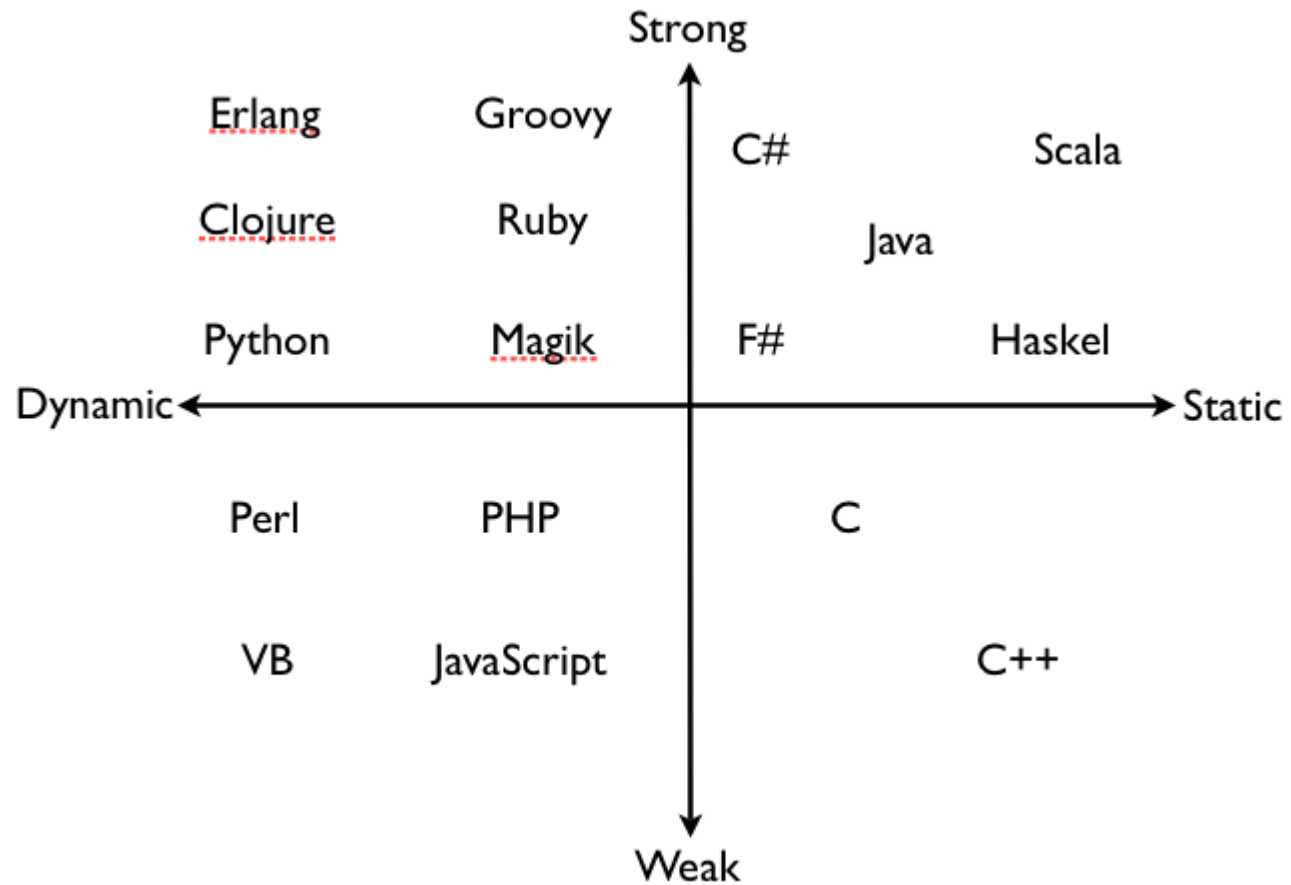 Strong
Erlang Groovy
C# Scala
Clojure Ruby
Java
Python Magik F# Haskel
Dynamic Static
Perl PHP C
VB JavaScript C++
Weak